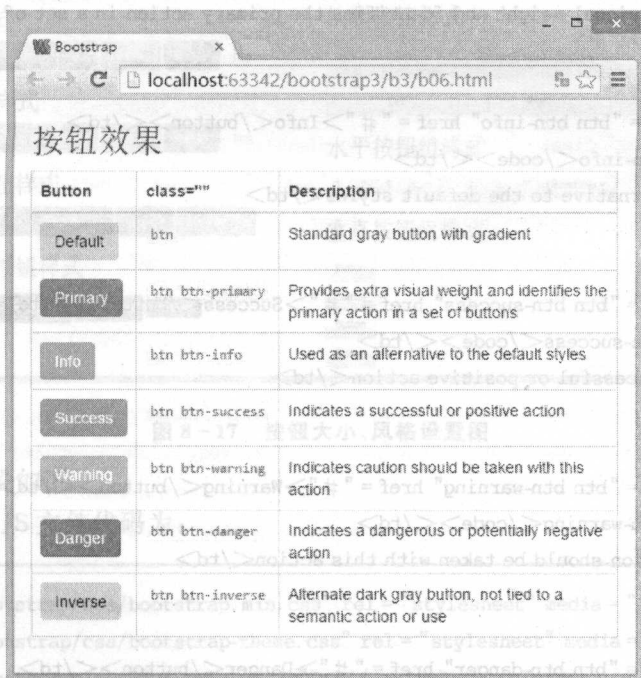 Bootstrap
localhost:63342/bootstrap3/b3/b06.html
按钮效果
Button class="" Description
Default btn Standard gray button with gradient
Primary btn btn-primary Provides extra visual weight and identifies the
primary action in a set of buttons
Info btn btn-info Used as an alternative to the default styles
Success btn btn-success Indicates a successful or positive action
Warning btn btn-warning Indicates caution should be taken with this
action
Danger btn btn-danger Indicates a dangerous or potentially negative
action
Inverse btn btn-inverse Alternate dark gray button, not tied to a
semantic action or use